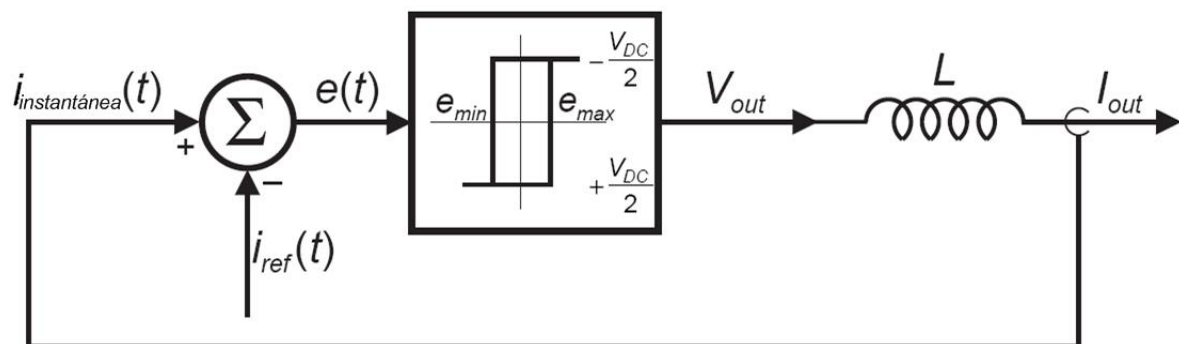 i_instantánea(t)
+
Σ
−
i_ref(t)
e(t)
e_min
e_max
− V_DC/2
+ V_DC/2
V_out
L
I_out